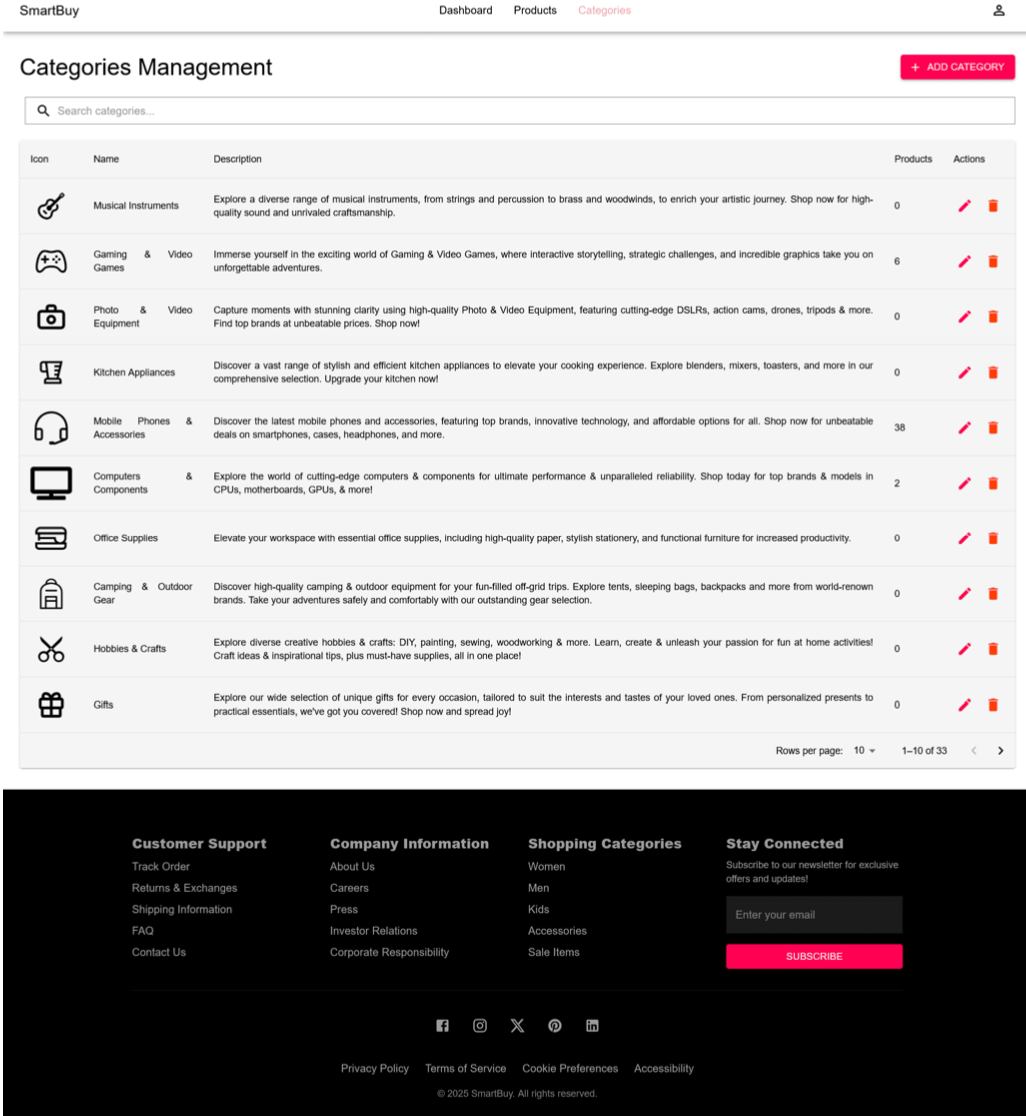 SmartBuy
Dashboard Products Categories
Categories Management
+ ADD CATEGORY
Search categories...
Icon Name Description Products Actions
Musical Instruments
Explore a diverse range of musical instruments, from strings and percussion to brass and woodwinds, to enrich your artistic journey. Shop now for high-
quality sound and unrivaled craftsmanship.
0
Gaming & Video
Games
Immerse yourself in the exciting world of Gaming & Video Games, where interactive storytelling, strategic challenges, and incredible graphics take you on
unforgettable adventures.
6
Photo & Video
Equipment
Capture moments with stunning clarity using high-quality Photo & Video Equipment, featuring cutting-edge DSLRs, action cams, drones, tripods & more.
Find top brands at unbeatable prices. Shop now!
0
Kitchen Appliances
Discover a vast range of stylish and efficient kitchen appliances to elevate your cooking experience. Explore blenders, mixers, toasters, and more in our
comprehensive selection. Upgrade your kitchen now!
0
Mobile Phones &
Accessories
Discover the latest mobile phones and accessories, featuring top brands, innovative technology, and affordable options for all. Shop now for unbeatable
deals on smartphones, cases, headphones, and more.
38
Computers &
Components
Explore the world of cutting-edge computers & components for ultimate performance & unparalleled reliability. Shop today for top brands & models in
CPUs, motherboards, GPUs, & more!
2
Office Supplies
Elevate your workspace with essential office supplies, including high-quality paper, stylish stationery, and functional furniture for increased productivity.
0
Camping & Outdoor
Gear
Discover high-quality camping & outdoor equipment for your fun-filled off-grid trips. Explore tents, sleeping bags, backpacks and more from world-renown
brands. Take your adventures safely and comfortably with our outstanding gear selection.
0
Hobbies & Crafts
Explore diverse creative hobbies & crafts: DIY, painting, sewing, woodworking & more. Learn, create & unleash your passion for fun at home activities!
Craft ideas & inspirational tips, plus must-have supplies, all in one place!
0
Gifts
Explore our wide selection of unique gifts for every occasion, tailored to suit the interests and tastes of your loved ones. From personalized presents to
practical essentials, we've got you covered! Shop now and spread joy!
0
Rows per page: 10 1–10 of 33
Customer Support
Track Order
Returns & Exchanges
Shipping Information
FAQ
Contact Us
Company Information
About Us
Careers
Press
Investor Relations
Corporate Responsibility
Shopping Categories
Women
Men
Kids
Accessories
Sale Items
Stay Connected
Subscribe to our newsletter for exclusive
offers and updates!
Enter your email
SUBSCRIBE
Privacy Policy Terms of Service Cookie Preferences Accessibility
© 2025 SmartBuy. All rights reserved.